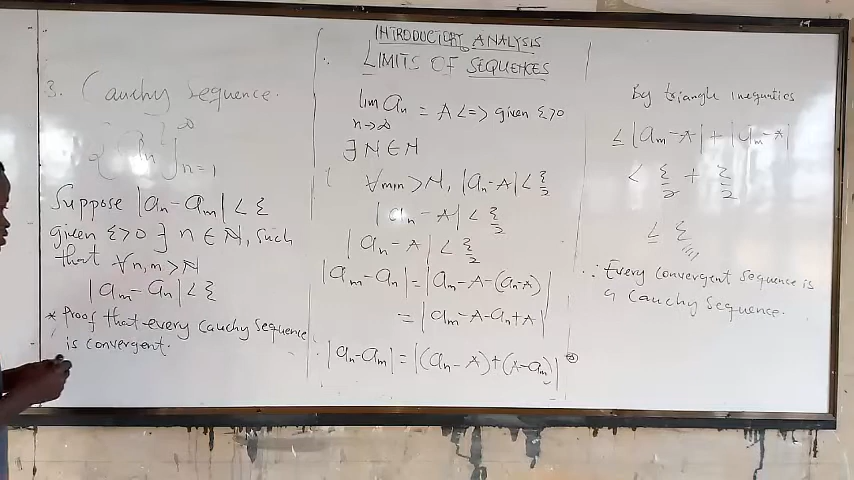 INTRODUCTORY ANALYSIS
LIMITS OF SEQUENCES
3. Cauchy Sequence.
{an}∞n=1
Suppose |an-am| < ξ
given ξ>0 ∃ n ∈ N, such
that ∀n,m>N
|am-an| < ξ
* Proof that every Cauchy Sequence
is convergent.
lim an = A <=> given ξ>0
n→∞
∃ N ∈ N
∀min > N, |an-A| < ξ/2
|an-A| < ξ/2
|an-A| < ξ/2
|am-an| = |am-A-(an-A)|
= |am-A-an+A|
|an-am| = |(an-A)+(A-am)|
By triangle inequaties
≤ |am-A|+|am-A|
< ξ/2 + ξ/2
≤ ξ
∴ Every convergent sequence is
a Cauchy Sequence.